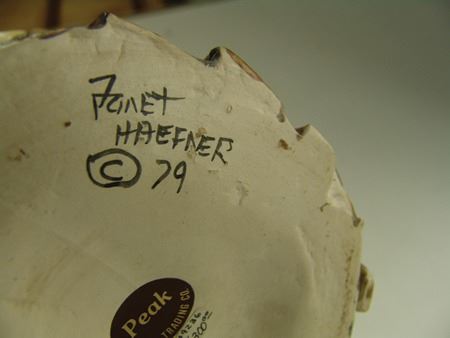 Janet
HAEFNER
© 79
Peak
TRADING CO.